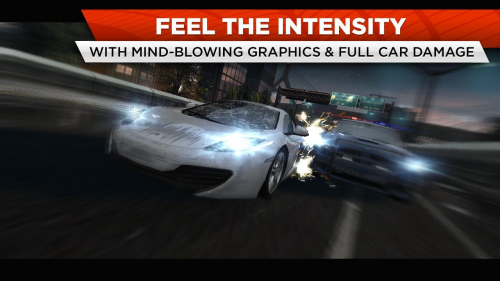 FEEL THE INTENSITY
WITH MIND-BLOWING GRAPHICS & FULL CAR DAMAGE